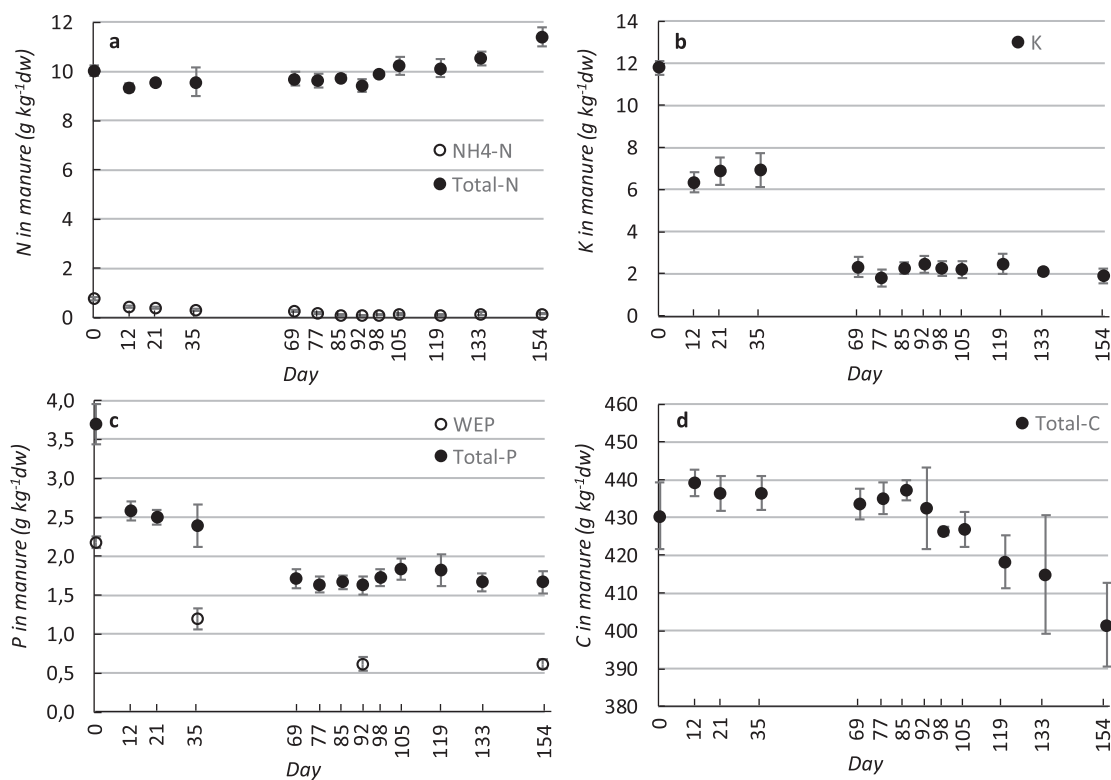 12
10
8
6
4
2
0
N in manure (g kg⁻¹dw)
a
NH4-N
Total-N
0 12 21 35 69 77 85 92 98 105 119 133 154
Day
14
12
10
8
6
4
2
0
K in manure (g kg⁻¹dw)
b
K
0 12 21 35 69 77 85 92 98 105 119 133 154
Day
4,0
3,5
3,0
2,5
2,0
1,5
1,0
0,5
0,0
P in manure (g kg⁻¹dw)
c
WEP
Total-P
0 12 21 35 69 77 85 92 98 105 119 133 154
Day
460
450
440
430
420
410
400
390
380
C in manure (g kg⁻¹dw)
d
Total-C
0 12 21 35 69 77 85 92 98 105 119 133 154
Day